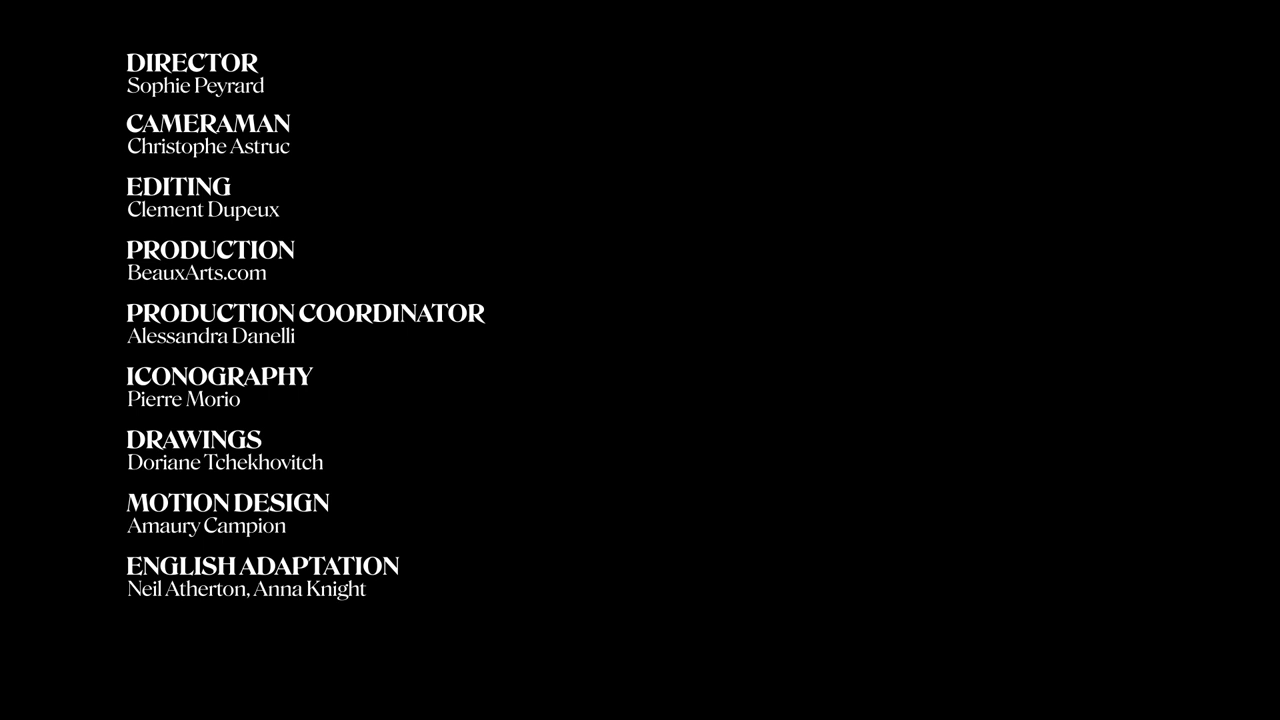 DIRECTOR
Sophie Peyrard
CAMERAMAN
Christophe Astruc
EDITING
Clement Dupeux
PRODUCTION
BeauxArts.com
PRODUCTION COORDINATOR
Alessandra Danelli
ICONOGRAPHY
Pierre Morio
DRAWINGS
Doriane Tchekhovitch
MOTION DESIGN
Amaury Campion
ENGLISH ADAPTATION
Neil Atherton, Anna Knight